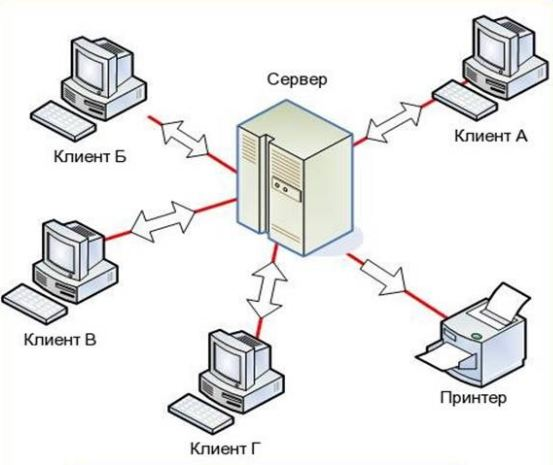 Сервер
Клиент А
Клиент Б
Клиент В
Принтер
Клиент Г